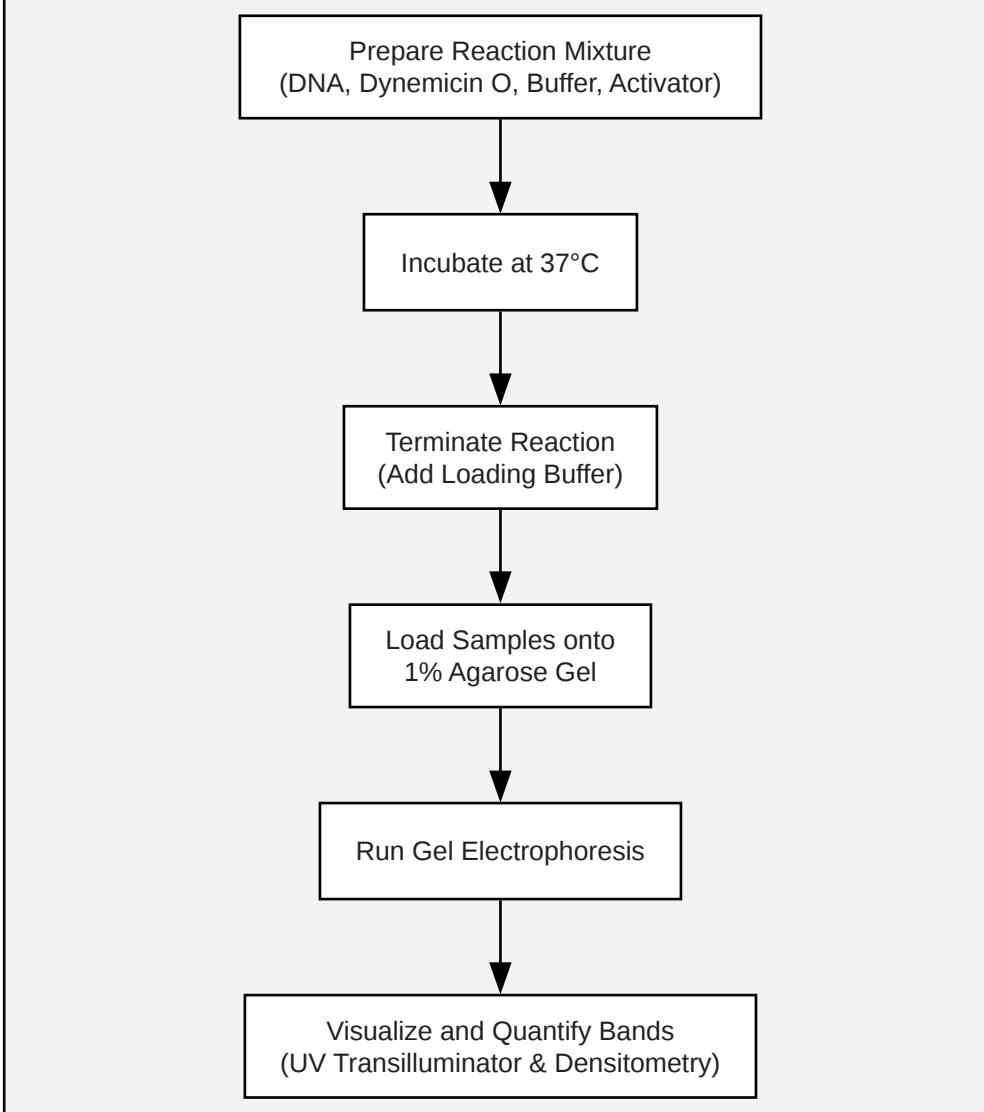 Prepare Reaction Mixture
(DNA, Dynemicin O, Buffer, Activator)
Incubate at 37°C
Terminate Reaction
(Add Loading Buffer)
Load Samples onto
1% Agarose Gel
Run Gel Electrophoresis
Visualize and Quantify Bands
(UV Transilluminator & Densitometry)